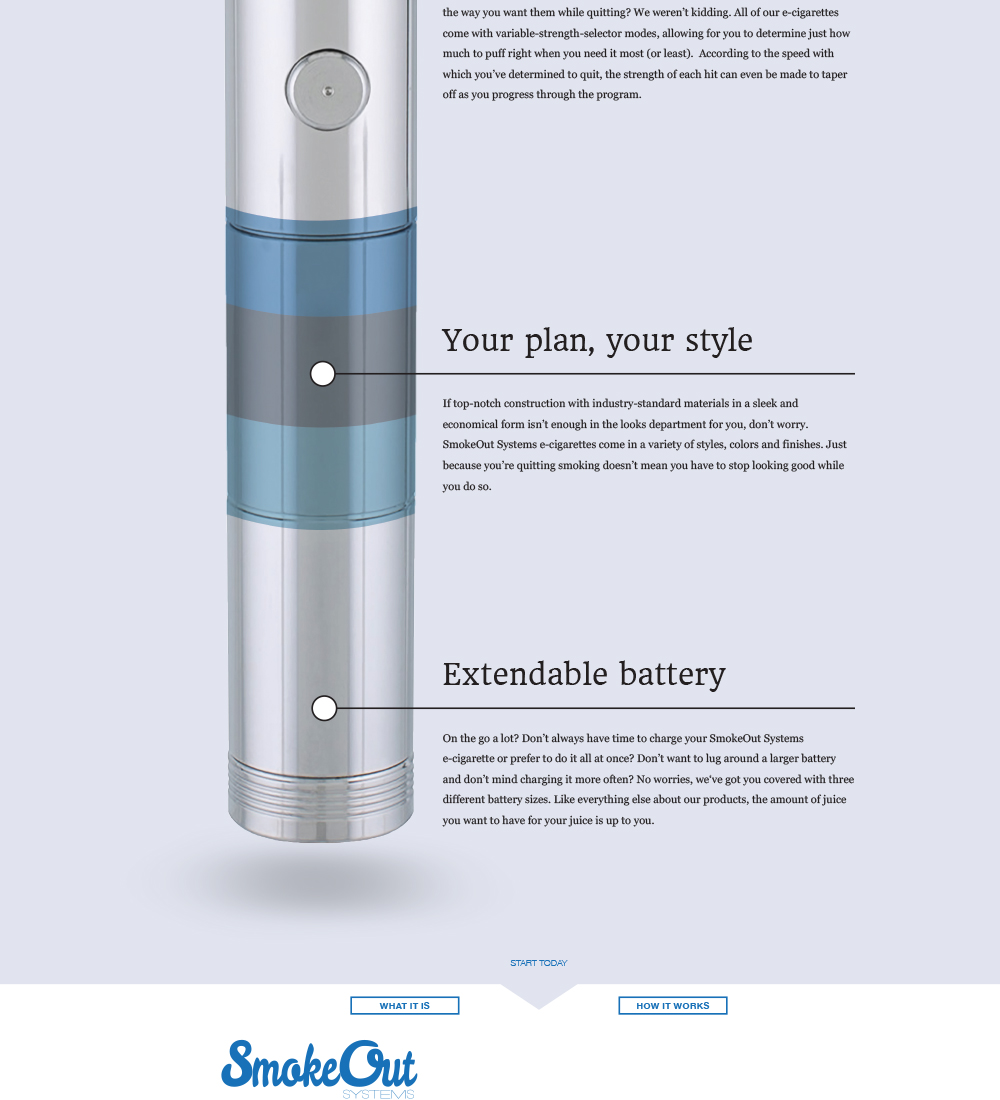 the way you want them while quitting? We weren't kidding. All of our e-cigarettes
come with variable-strength-selector modes, allowing for you to determine just how
much to puff right when you need it most (or least).  According to the speed with
which you've determined to quit, the strength of each hit can even be made to taper
off as you progress through the program.
Your plan, your style
If top-notch construction with industry-standard materials in a sleek and
economical form isn't enough in the looks department for you, don't worry.
SmokeOut Systems e-cigarettes come in a variety of styles, colors and finishes. Just
because you're quitting smoking doesn't mean you have to stop looking good while
you do so.
Extendable battery
On the go a lot? Don't always have time to charge your SmokeOut Systems
e-cigarette or prefer to do it all at once? Don't want to lug around a larger battery
and don't mind charging it more often? No worries, we've got you covered with three
different battery sizes. Like everything else about our products, the amount of juice
you want to have for your juice is up to you.
START TODAY
WHAT IT IS
HOW IT WORKS
SmokeOut
SYSTEMS